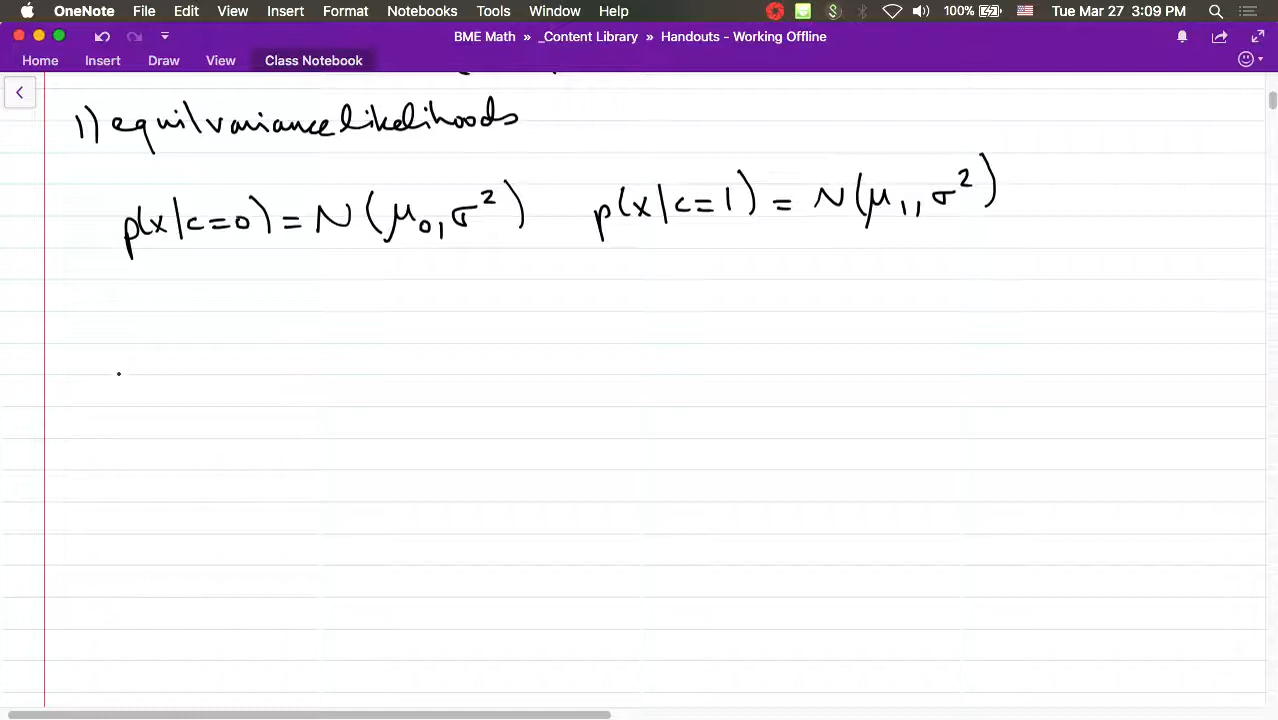 OneNote File Edit View Insert Format Notebooks Tools Window Help 100% Tue Mar 27 3:09 PM
BME Math » _Content Library » Handouts - Working Offline
Home Insert Draw View Class Notebook
1) equilvariance likelihoods
p(x|c=0) = N(μ₀, σ²) p(x|c=1) = N(μ₁, σ²)